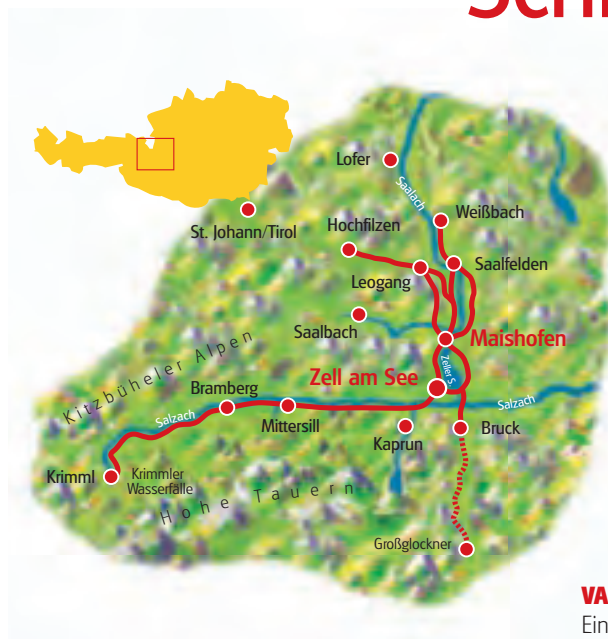 Lofer
Saalach
Weißbach
St. Johann/Tirol
Hochfilzen
Saalfelden
Leogang
Saalbach
Maishofen
Kitzbüheler Alpen
Zell am See
Zeller S.
Bramberg
Salzach
Salzach
Mittersill
Kaprun
Bruck
Krimml
Krimmler
Wasserfälle
Hohe Tauern
Großglockner
VA
Ein